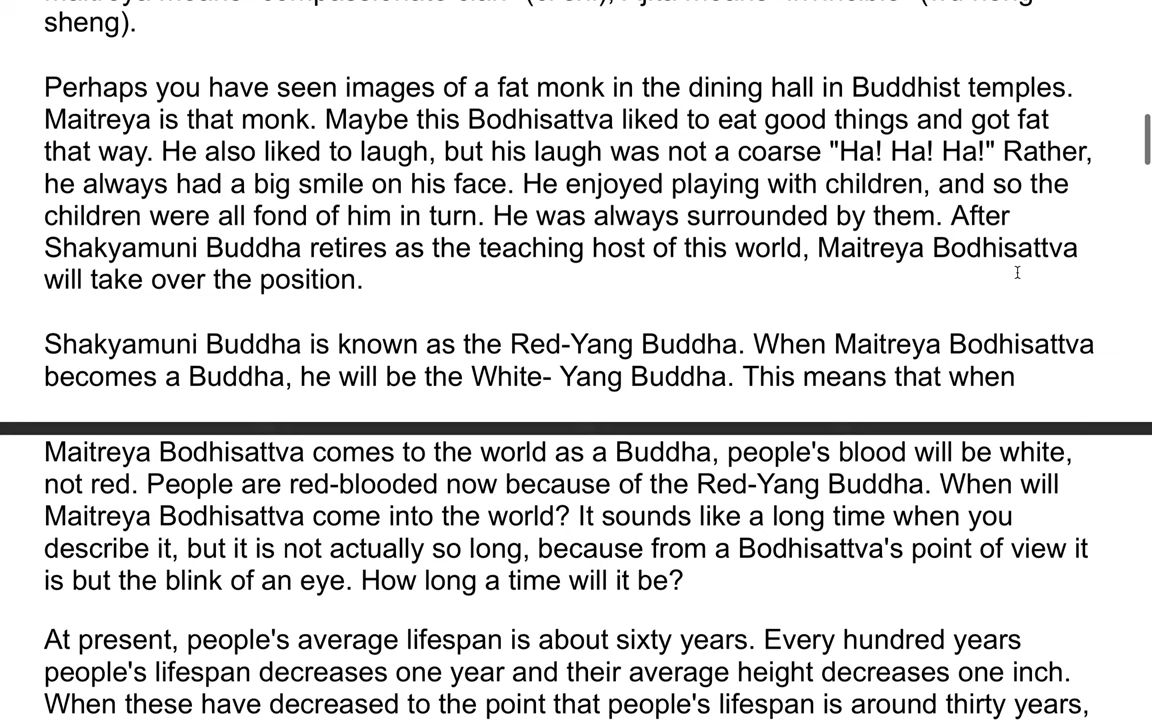 sheng).
Perhaps you have seen images of a fat monk in the dining hall in Buddhist temples.
Maitreya is that monk. Maybe this Bodhisattva liked to eat good things and got fat
that way. He also liked to laugh, but his laugh was not a coarse "Ha! Ha! Ha!" Rather,
he always had a big smile on his face. He enjoyed playing with children, and so the
children were all fond of him in turn. He was always surrounded by them. After
Shakyamuni Buddha retires as the teaching host of this world, Maitreya Bodhisattva
will take over the position.
Shakyamuni Buddha is known as the Red-Yang Buddha. When Maitreya Bodhisattva
becomes a Buddha, he will be the White- Yang Buddha. This means that when
Maitreya Bodhisattva comes to the world as a Buddha, people's blood will be white,
not red. People are red-blooded now because of the Red-Yang Buddha. When will
Maitreya Bodhisattva come into the world? It sounds like a long time when you
describe it, but it is not actually so long, because from a Bodhisattva's point of view it
is but the blink of an eye. How long a time will it be?
At present, people's average lifespan is about sixty years. Every hundred years
people's lifespan decreases one year and their average height decreases one inch.
When these have decreased to the point that people's lifespan is around thirty years,